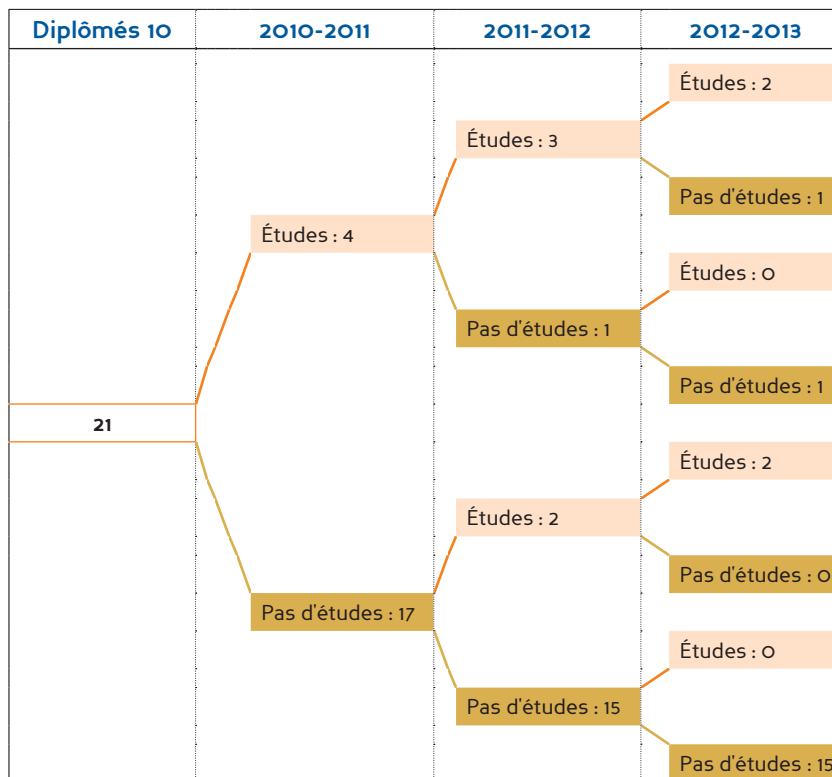 Diplômés 10 2010-2011 2011-2012 2012-2013
Études : 2
Études : 3
Pas d'études : 1
Études : 4
Études : 0
Pas d'études : 1
Pas d'études : 1
21
Études : 2
Études : 2
Pas d'études : 0
Pas d'études : 17
Études : 0
Pas d'études : 15
Pas d'études : 15